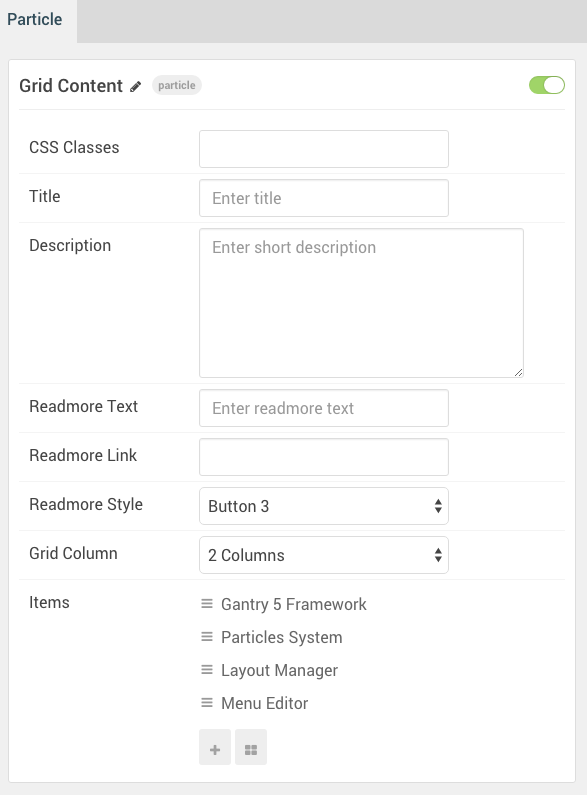 Particle
Grid Content particle
CSS Classes
Title Enter title
Description Enter short description
Readmore Text Enter readmore text
Readmore Link
Readmore Style Button 3
Grid Column 2 Columns
Items Gantry 5 Framework
Particles System
Layout Manager
Menu Editor